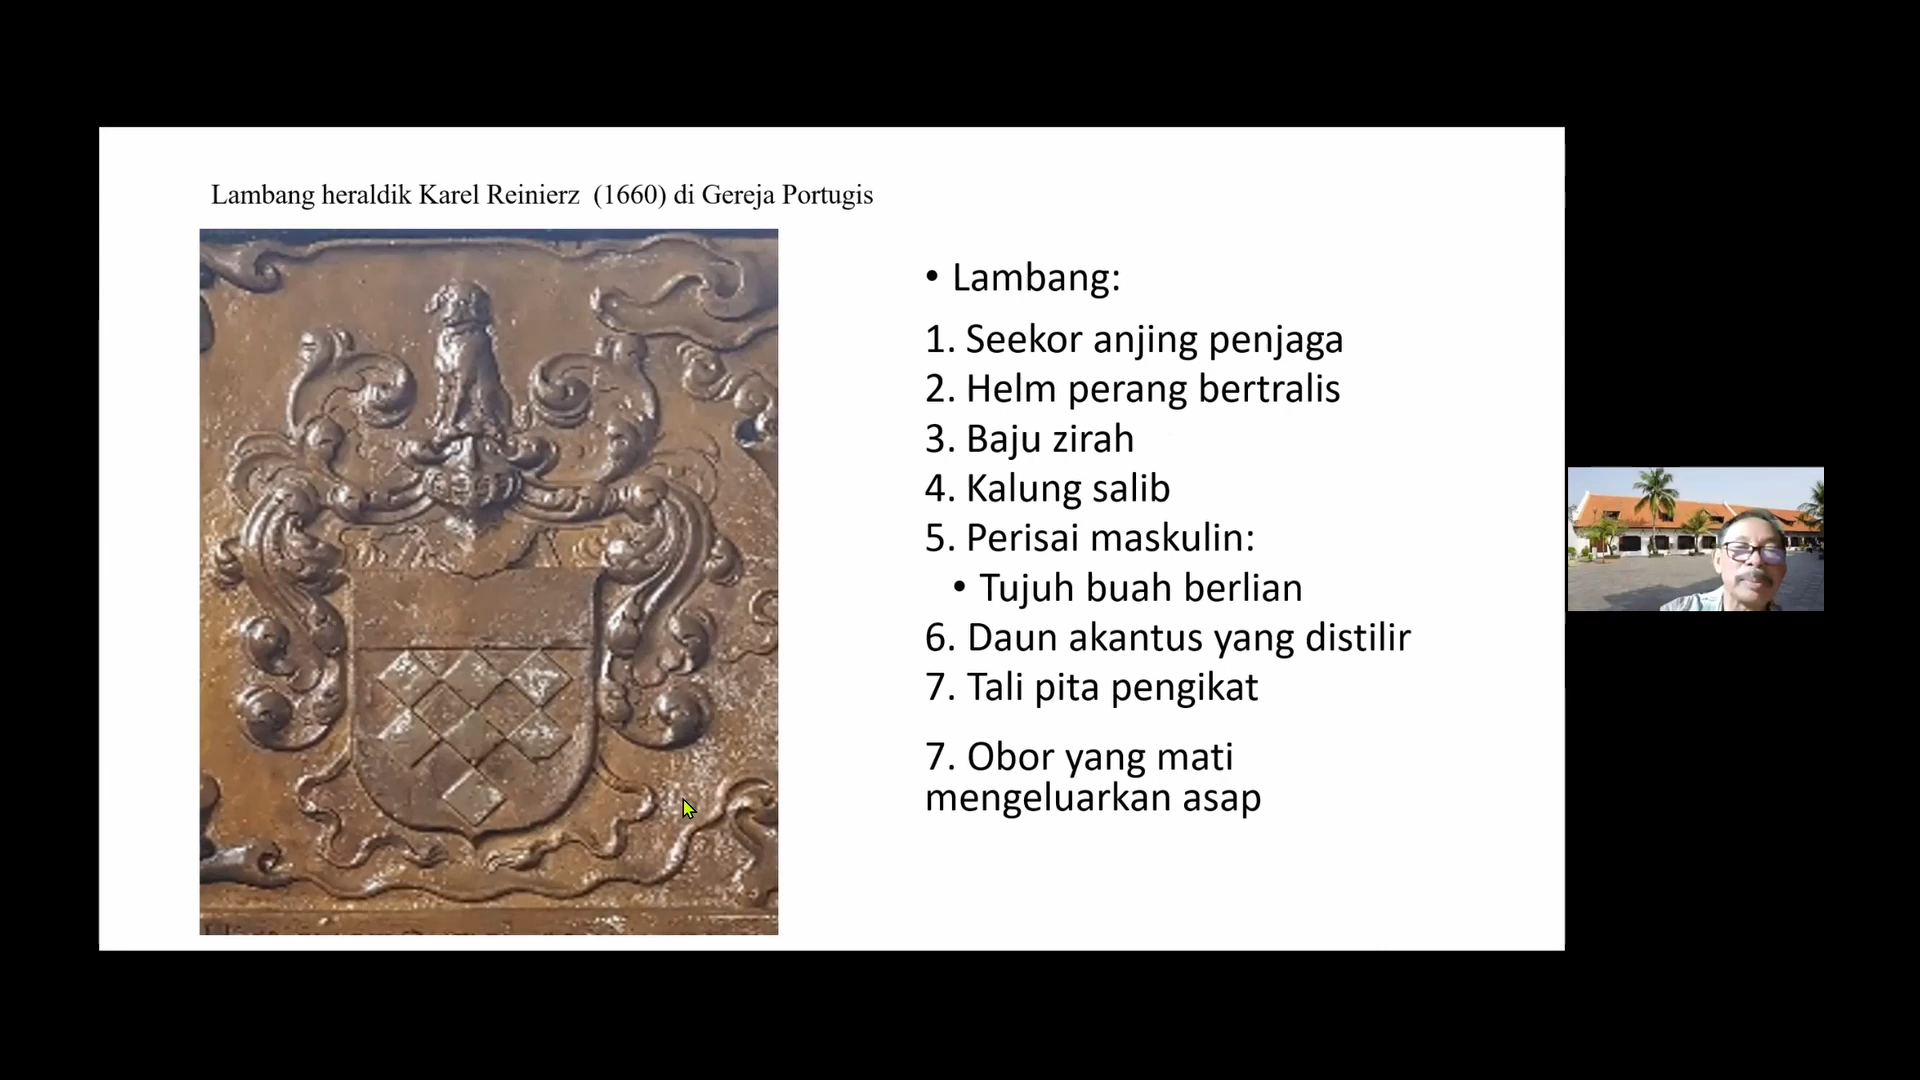 Lambang heraldik Karel Reinierz (1660) di Gereja Portugis
• Lambang:
1. Seekor anjing penjaga
2. Helm perang bertralis
3. Baju zirah
4. Kalung salib
5. Perisai maskulin:
• Tujuh buah berlian
6. Daun akantus yang distilir
7. Tali pita pengikat
7. Obor yang mati
mengeluarkan asap